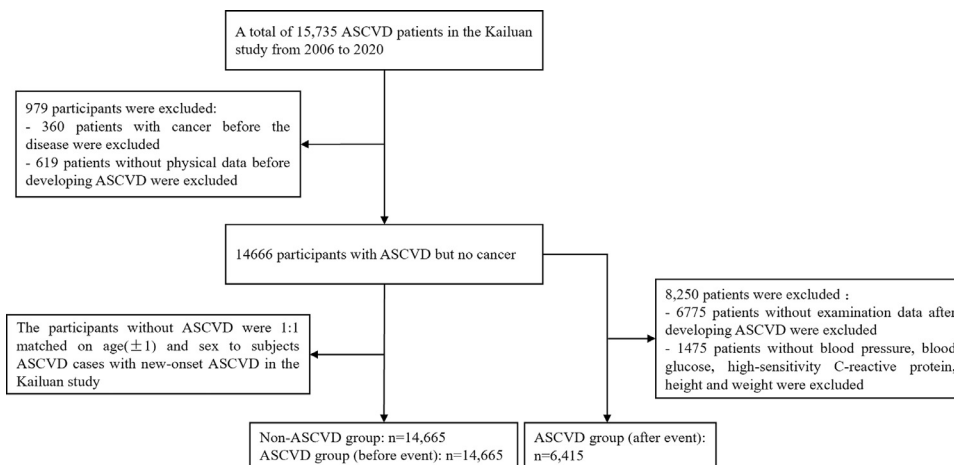 A total of 15,735 ASCVD patients in the Kailuan
study from 2006 to 2020
979 participants were excluded:
- 360 patients with cancer before the
disease were excluded
- 619 patients without physical data before
developing ASCVD were excluded
14666 participants with ASCVD but no cancer
8,250 patients were excluded :
- 6775 patients without examination data after
developing ASCVD were excluded
- 1475 patients without blood pressure, blood
glucose, high-sensitivity C-reactive protein,
height and weight were excluded
The participants without ASCVD were 1:1
matched on age(±1) and sex to subjects
ASCVD cases with new-onset ASCVD in the
Kailuan study
Non-ASCVD group: n=14,665
ASCVD group (before event): n=14,665
ASCVD group (after event):
n=6,415